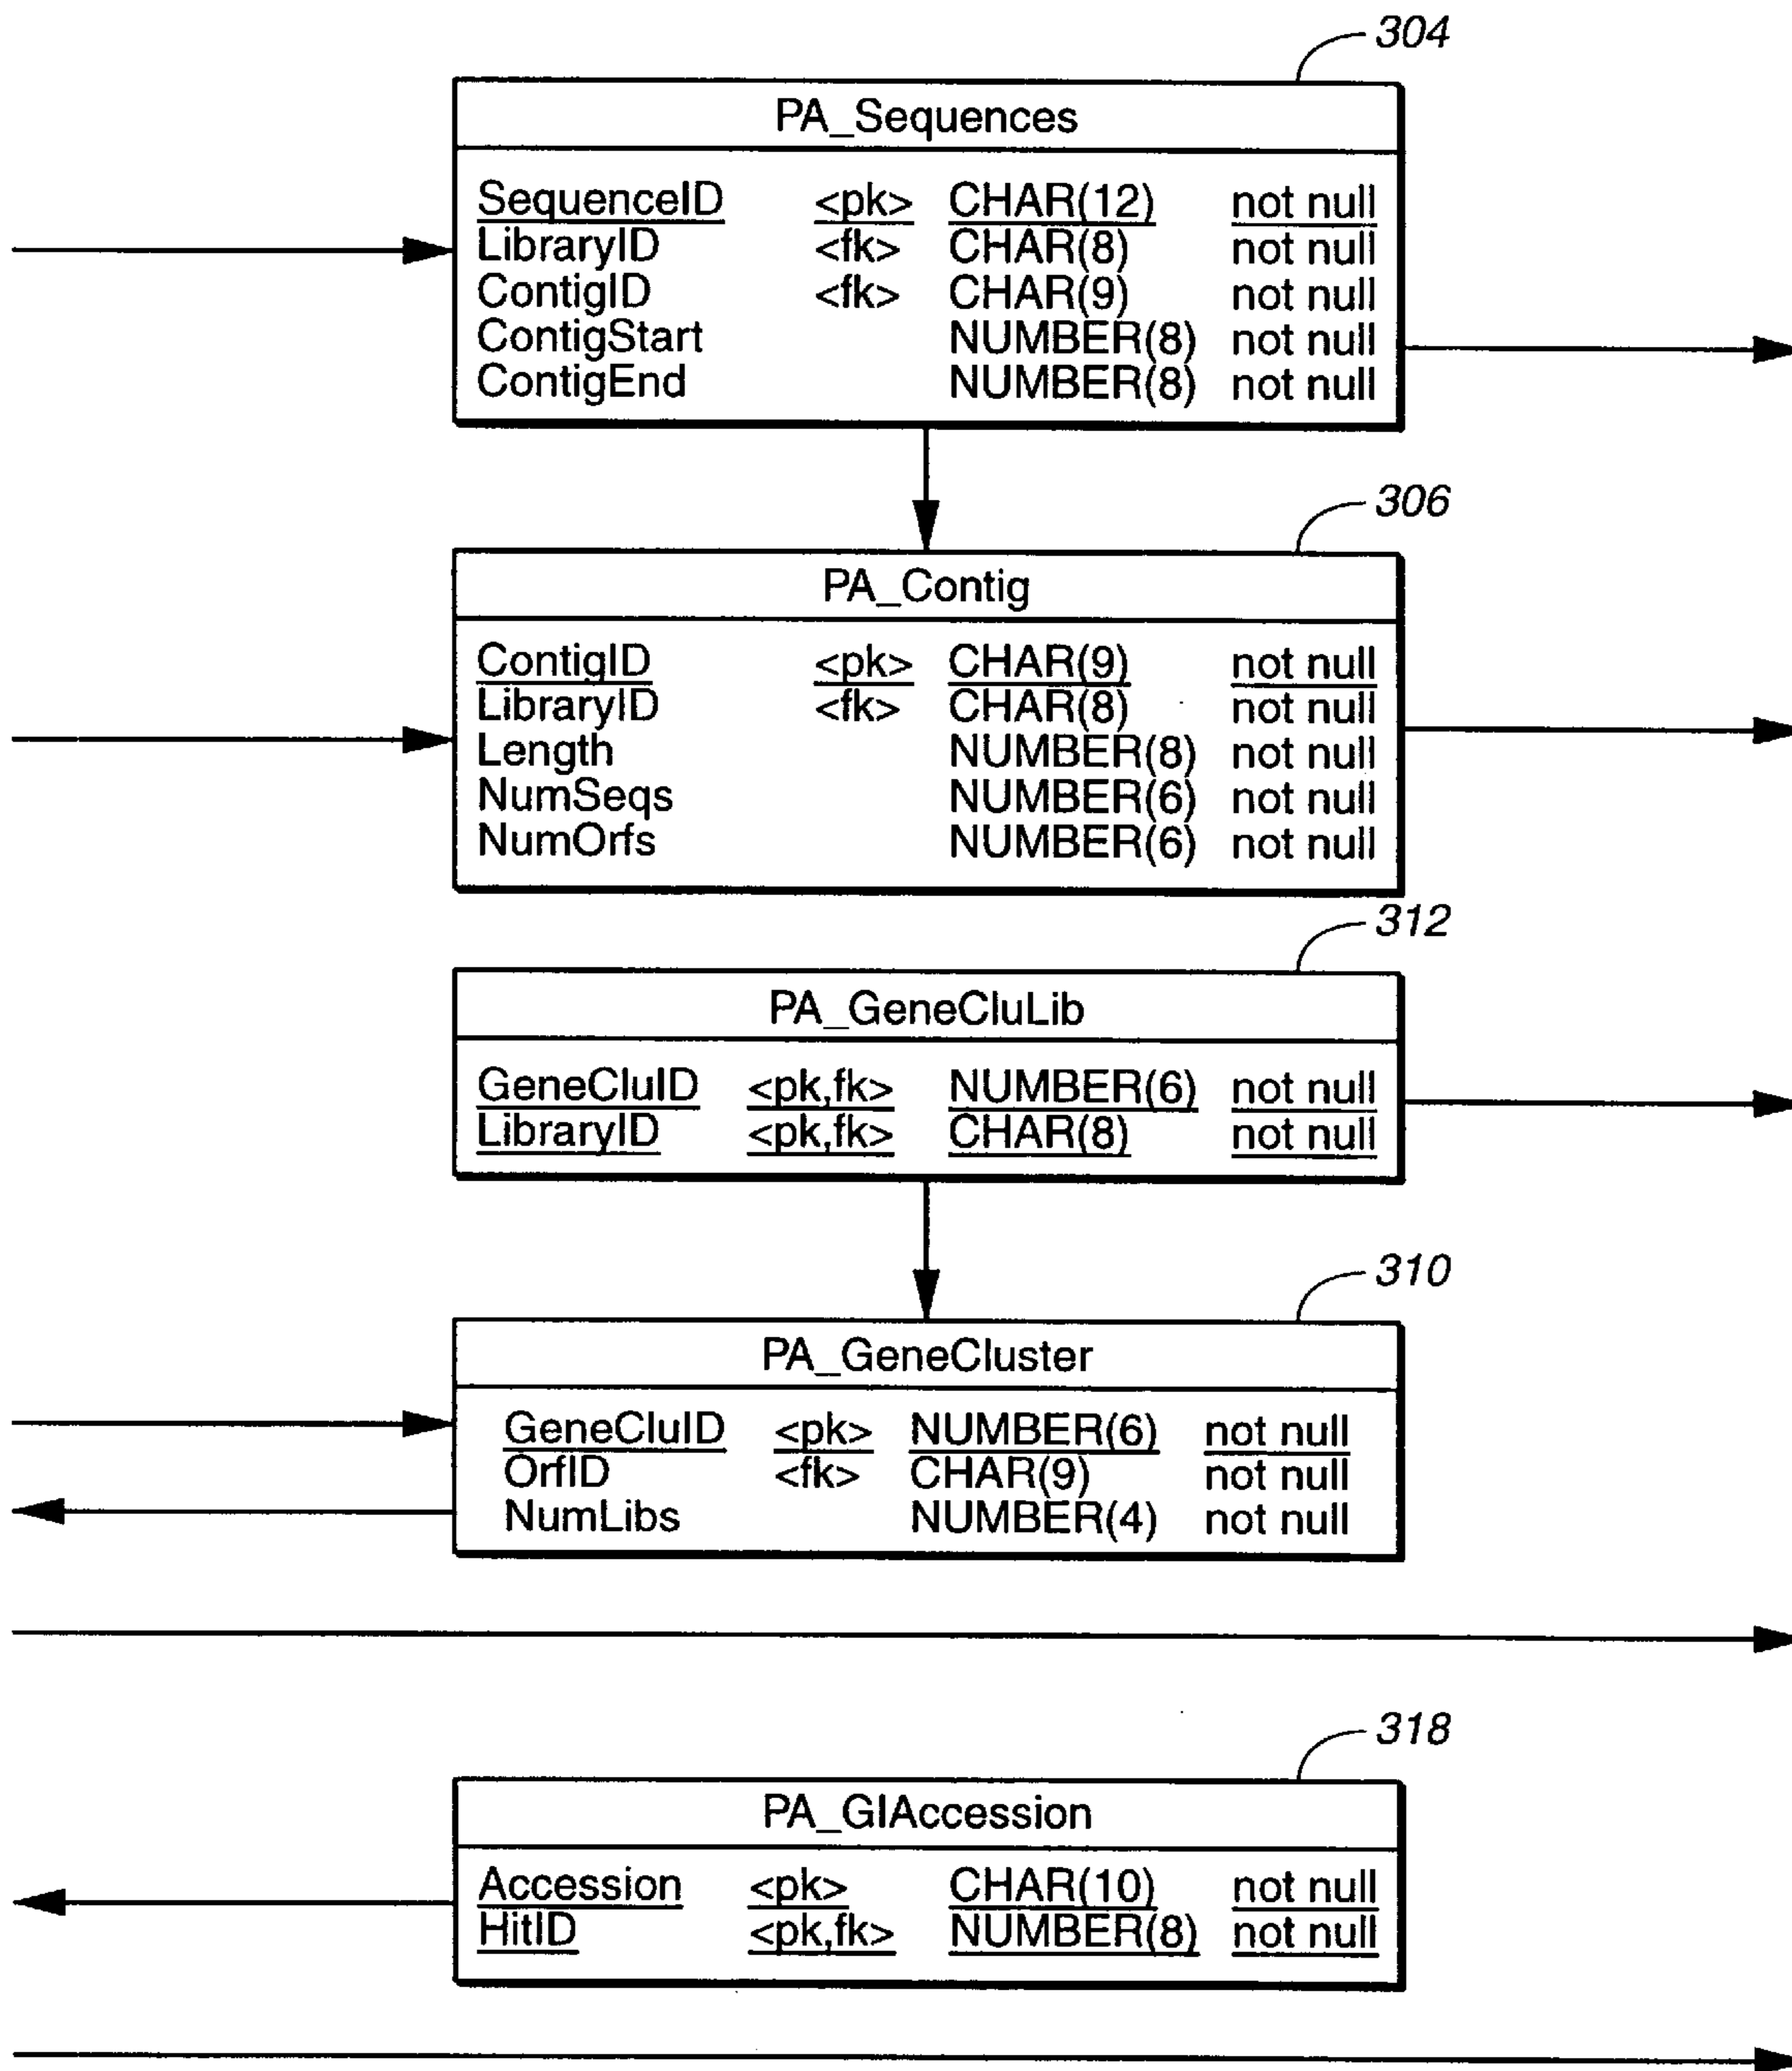 304
PA_Sequences
SequenceID <pk> CHAR(12) not null
LibraryID <fk> CHAR(8) not null
ContigID <fk> CHAR(9) not null
ContigStart NUMBER(8) not null
ContigEnd NUMBER(8) not null
306
PA_Contig
ContigID <pk> CHAR(9) not null
LibraryID <fk> CHAR(8) not null
Length NUMBER(8) not null
NumSeqs NUMBER(6) not null
NumOrfs NUMBER(6) not null
312
PA_GeneCluLib
GeneCluID <pk,fk> NUMBER(6) not null
LibraryID <pk,fk> CHAR(8) not null
310
PA_GeneCluster
GeneCluID <pk> NUMBER(6) not null
OrfID <fk> CHAR(9) not null
NumLibs NUMBER(4) not null
318
PA_GIAccession
Accession <pk> CHAR(10) not null
HitID <pk,fk> NUMBER(8) not null